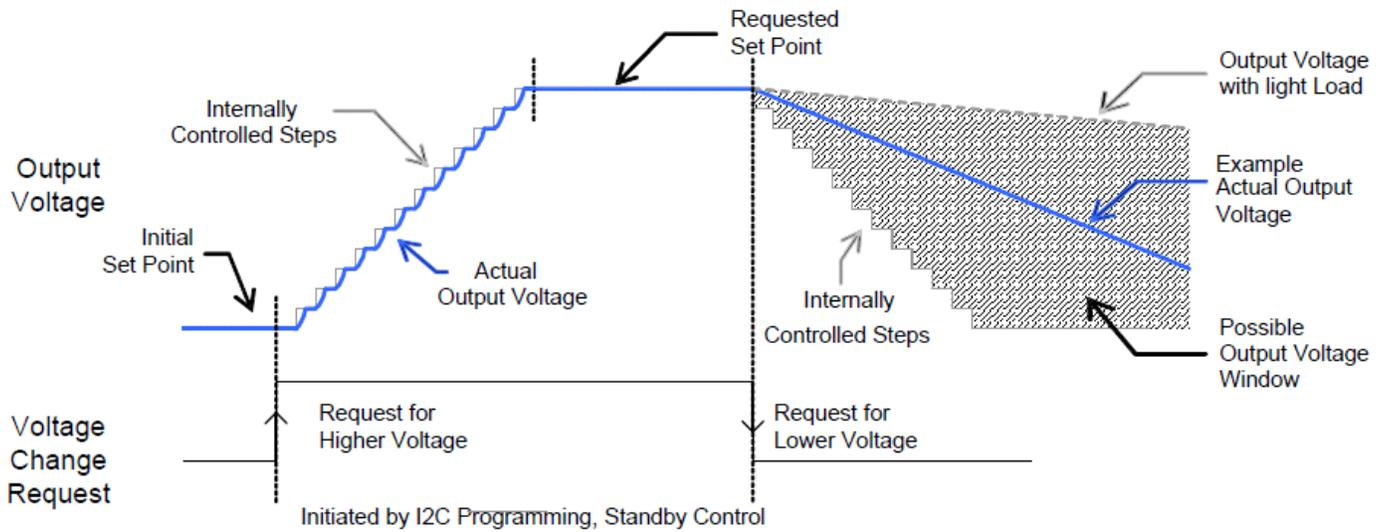 Requested
Set Point
Output Voltage
with light Load
Internally
Controlled Steps
Output
Voltage
Example
Actual Output
Voltage
Initial
Set Point
Actual
Output Voltage
Internally
Controlled Steps
Possible
Output Voltage
Window
Voltage
Change
Request
Request for
Higher Voltage
Request for
Lower Voltage
Initiated by I2C Programming, Standby Control